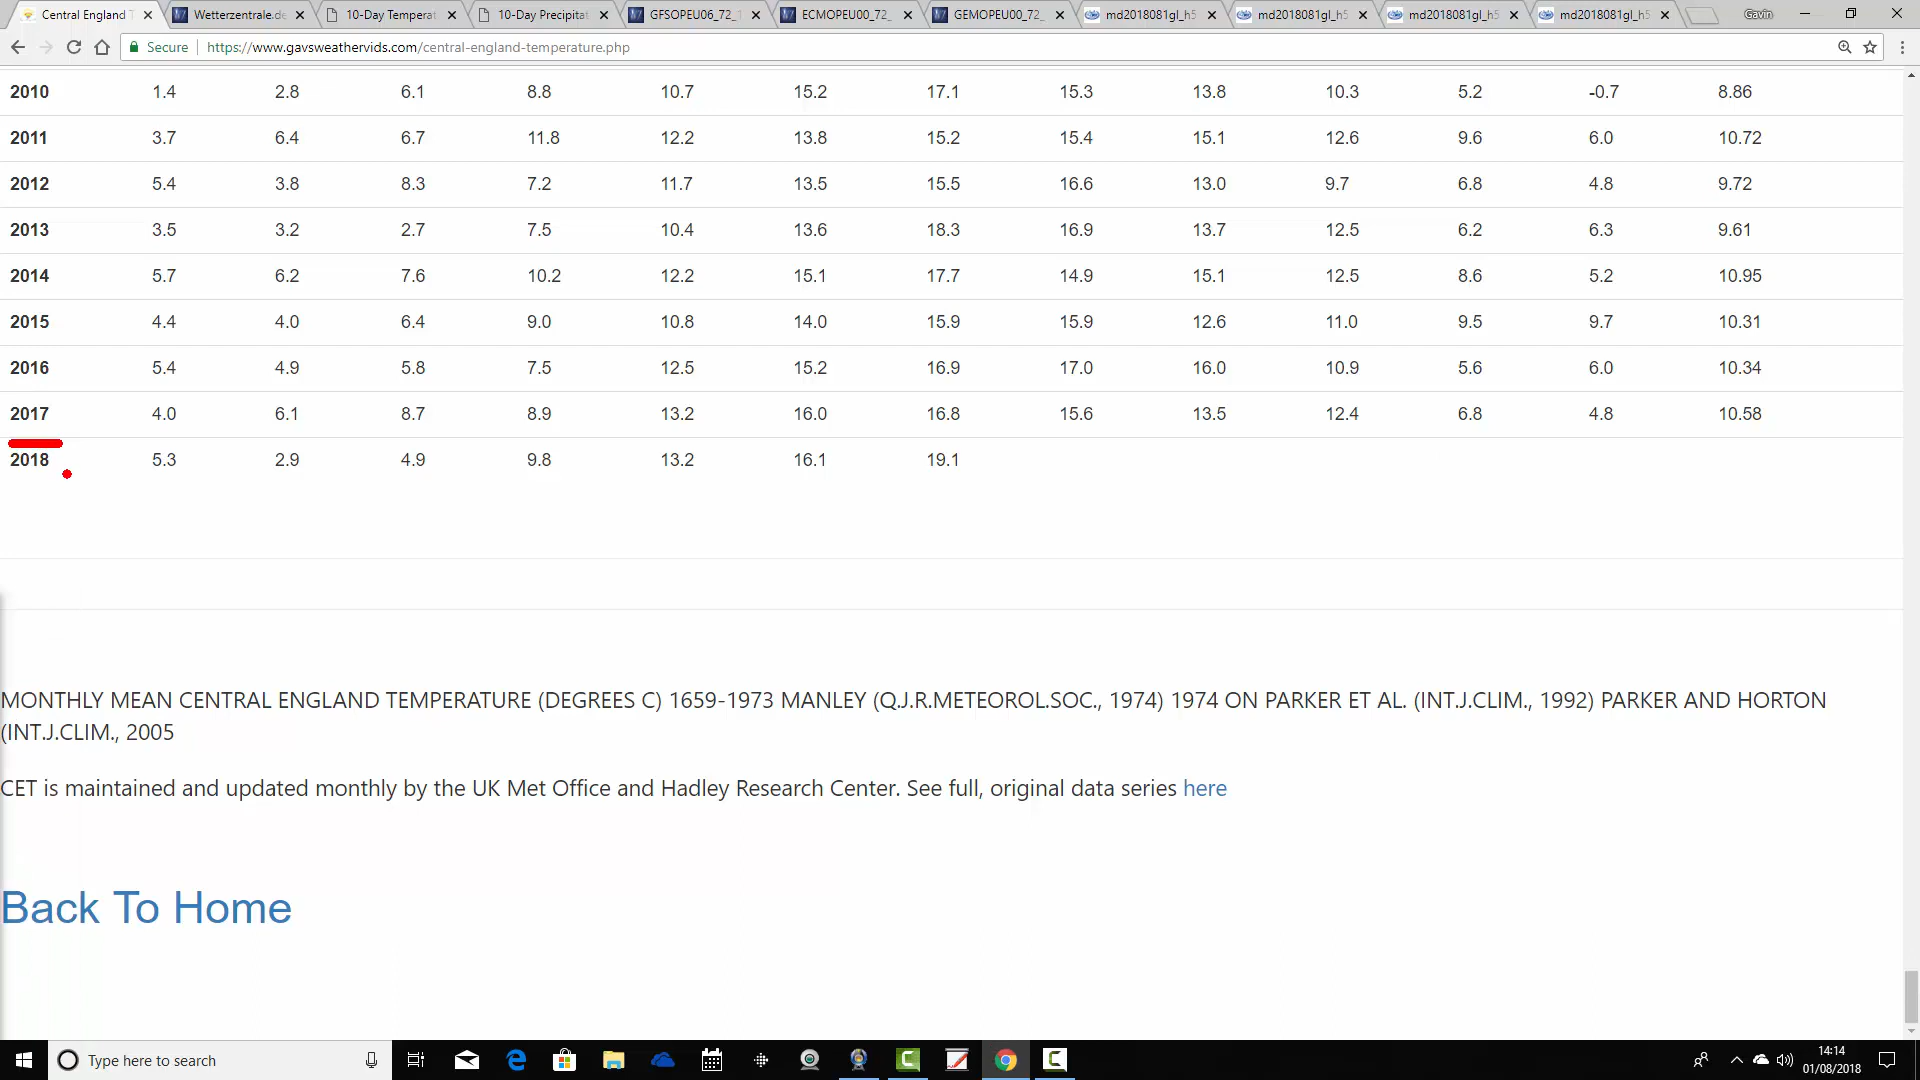 Central England T
Wetterzentrale.de
10-Day Temperat
10-Day Precipitat
GFSOPEU06_72_1
ECMOPEU00_72_
GEMOPEU00_72_
md2018081gl_h5
md2018081gl_h5
md2018081gl_h5
md2018081gl_h5
Gavin
Secure https://www.gavsweathervids.com/central-england-temperature.php
2010 1.4 2.8 6.1 8.8 10.7 15.2 17.1 15.3 13.8 10.3 5.2 -0.7 8.86
2011 3.7 6.4 6.7 11.8 12.2 13.8 15.2 15.4 15.1 12.6 9.6 6.0 10.72
2012 5.4 3.8 8.3 7.2 11.7 13.5 15.5 16.6 13.0 9.7 6.8 4.8 9.72
2013 3.5 3.2 2.7 7.5 10.4 13.6 18.3 16.9 13.7 12.5 6.2 6.3 9.61
2014 5.7 6.2 7.6 10.2 12.2 15.1 17.7 14.9 15.1 12.5 8.6 5.2 10.95
2015 4.4 4.0 6.4 9.0 10.8 14.0 15.9 15.9 12.6 11.0 9.5 9.7 10.31
2016 5.4 4.9 5.8 7.5 12.5 15.2 16.9 17.0 16.0 10.9 5.6 6.0 10.34
2017 4.0 6.1 8.7 8.9 13.2 16.0 16.8 15.6 13.5 12.4 6.8 4.8 10.58
2018 5.3 2.9 4.9 9.8 13.2 16.1 19.1
MONTHLY MEAN CENTRAL ENGLAND TEMPERATURE (DEGREES C) 1659-1973 MANLEY (Q.J.R.METEOROL.SOC., 1974) 1974 ON PARKER ET AL. (INT.J.CLIM., 1992) PARKER AND HORTON
(INT.J.CLIM., 2005
CET is maintained and updated monthly by the UK Met Office and Hadley Research Center. See full, original data series here
Back To Home
Type here to search
14:14
01/08/2018